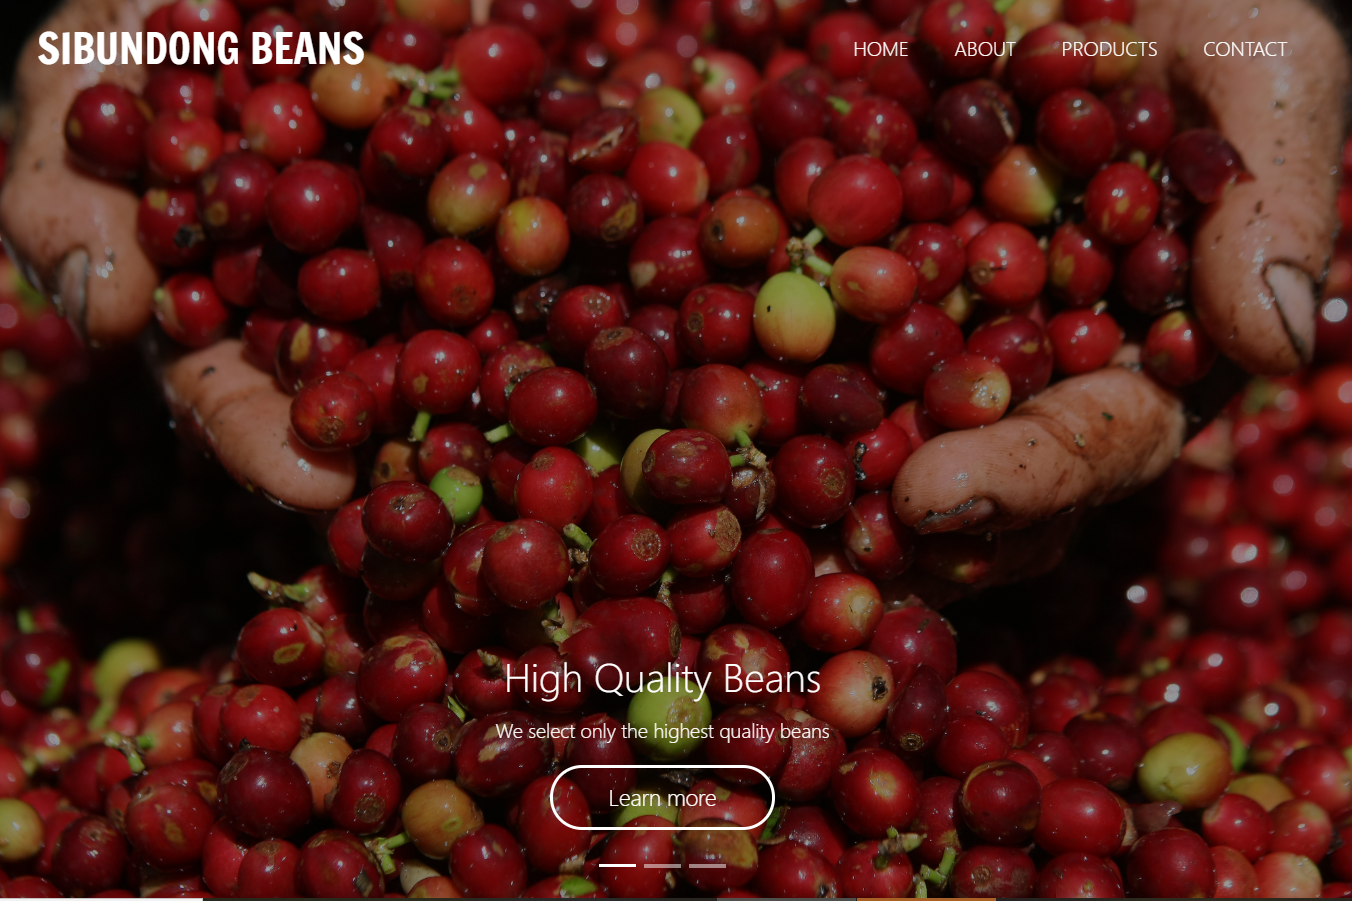 SIBUNDONG BEANS
HOME ABOUT PRODUCTS CONTACT
High Quality Beans
We select only the highest quality beans
Learn more